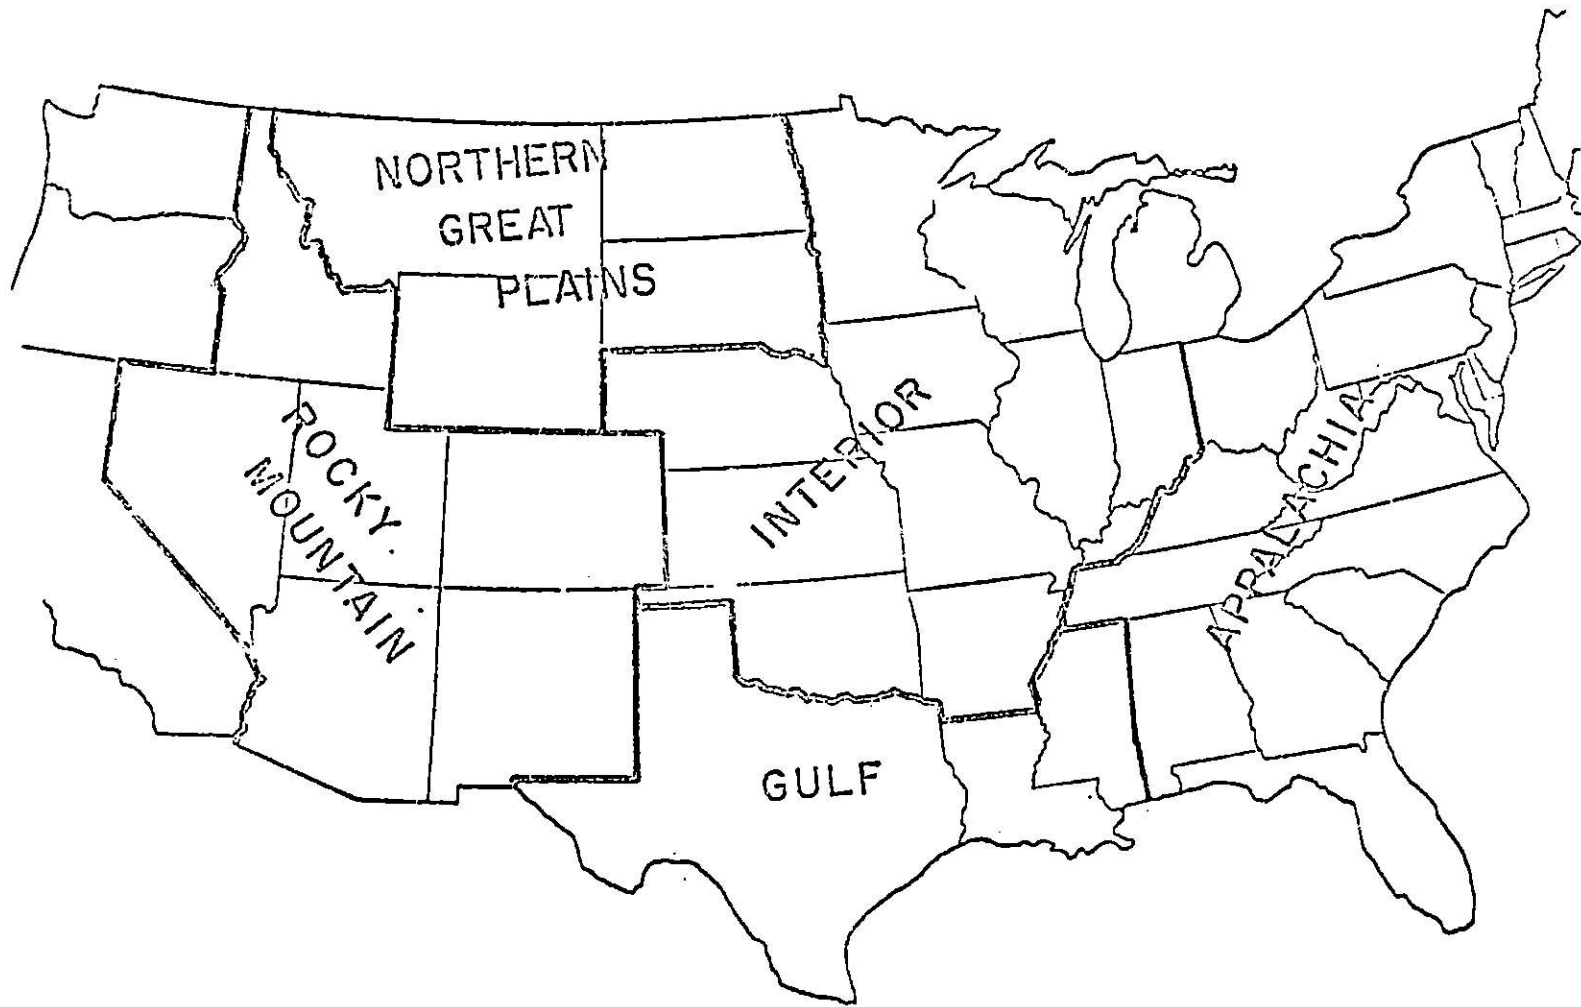 NORTHERN
GREAT
PLAINS
ROCKY
MOUNTAIN
INTERIOR
APPALACHIA
GULF